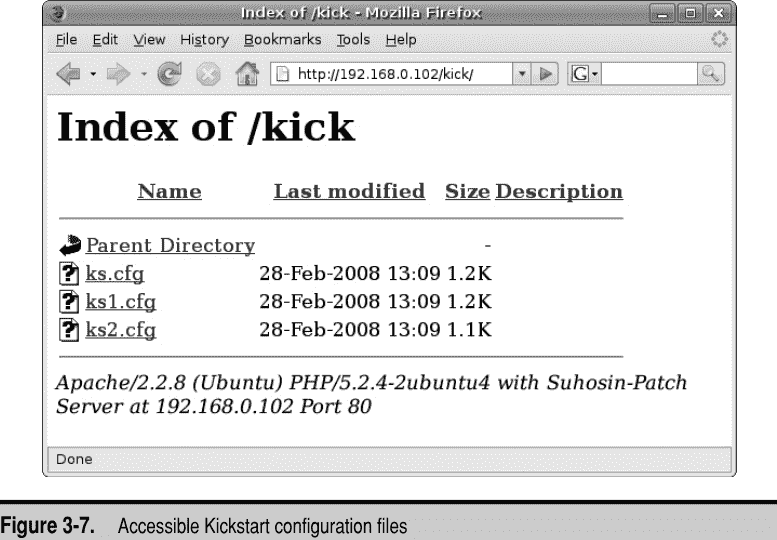 Index of /kick - Mozilla Firefox
File Edit View History Bookmarks Tools Help
http://192.168.0.102/kick/ G
Index of /kick
Name Last modified Size Description
Parent Directory -
ks.cfg 28-Feb-2008 13:09 1.2K
ks1.cfg 28-Feb-2008 13:09 1.2K
ks2.cfg 28-Feb-2008 13:09 1.1K
Apache/2.2.8 (Ubuntu) PHP/5.2.4-2ubuntu4 with Suhosin-Patch
Server at 192.168.0.102 Port 80
Done
Figure 3-7. Accessible Kickstart configuration files